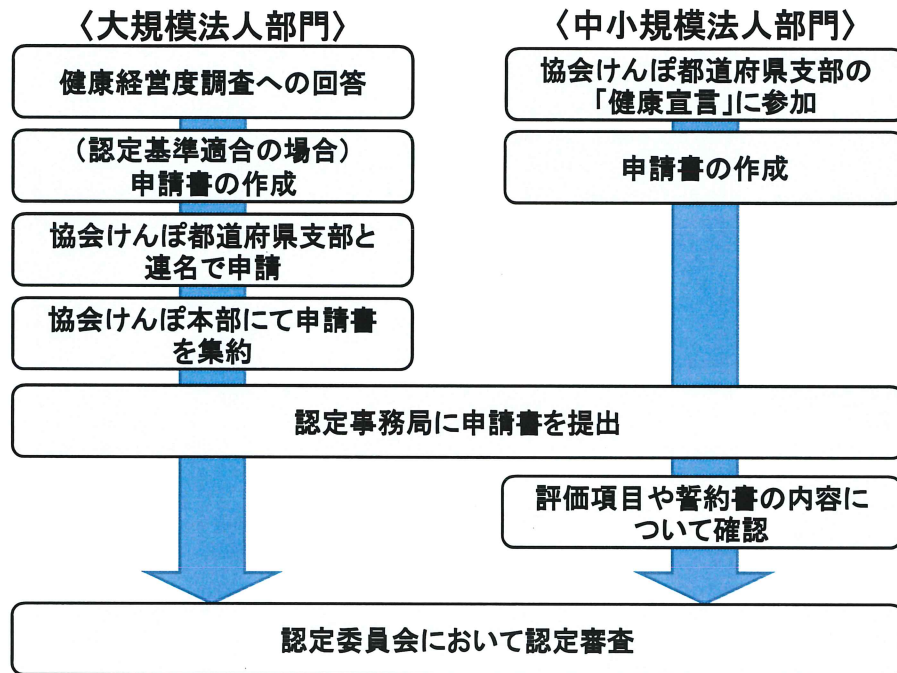 〈大規模法人部門〉
健康経営度調査への回答
(認定基準適合の場合)
申請書の作成
協会けんぽ都道府県支部と
連名で申請
協会けんぽ本部にて申請書
を集約
〈中小規模法人部門〉
協会けんぽ都道府県支部の
「健康宣言」に参加
申請書の作成
認定事務局に申請書を提出
評価項目や誓約書の内容に
ついて確認
認定委員会において認定審査